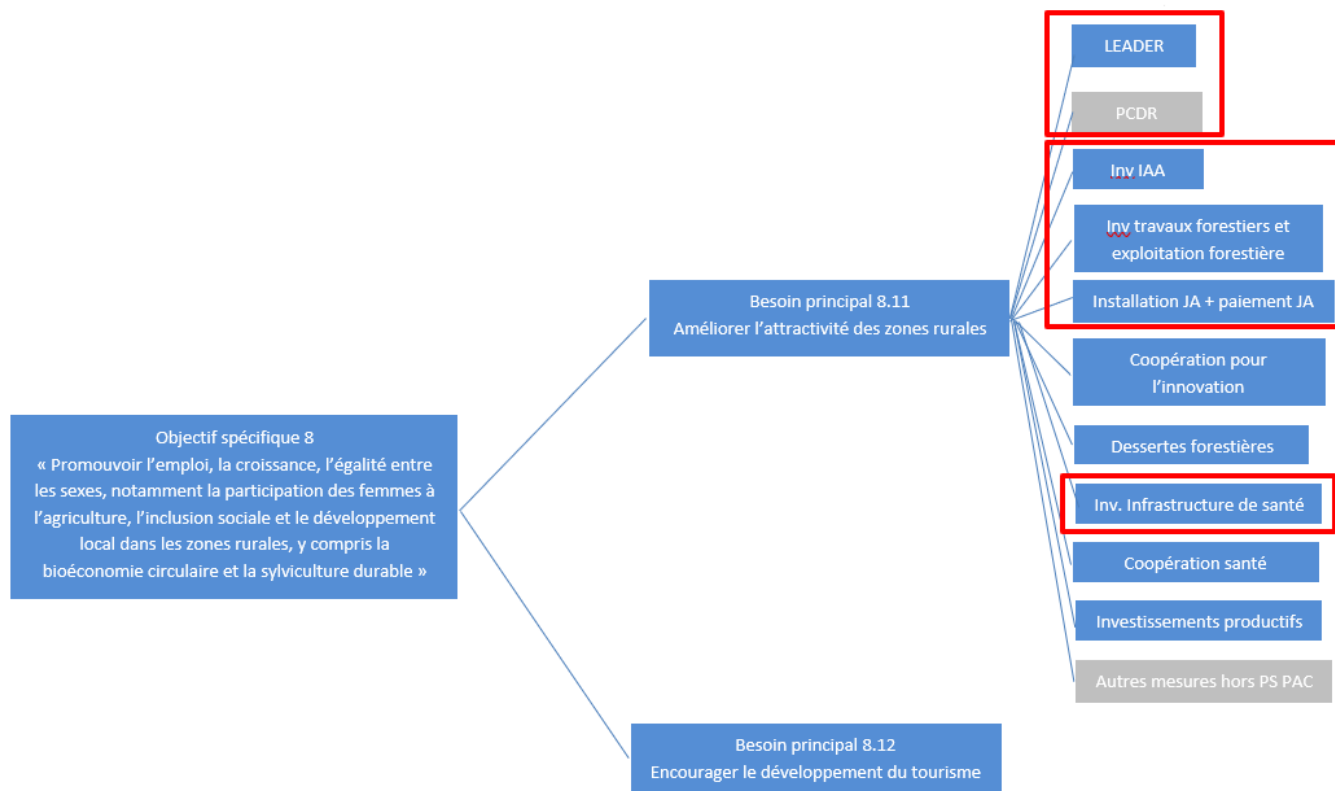 LEADER
PCDR
Inv IAA
Inv travaux forestiers et
exploitation forestière
Besoin principal 8.11
Améliorer l'attractivité des zones rurales
Installation JA + paiement JA
Coopération pour
l'innovation
Objectif spécifique 8
« Promouvoir l'emploi, la croissance, l'égalité entre
les sexes, notamment la participation des femmes à
l'agriculture, l'inclusion sociale et le développement
local dans les zones rurales, y compris la
bioéconomie circulaire et la sylviculture durable »
Dessertes forestières
Inv. Infrastructure de santé
Coopération santé
Investissements productifs
Autres mesures hors PS PAC
Besoin principal 8.12
Encourager le développement du tourisme